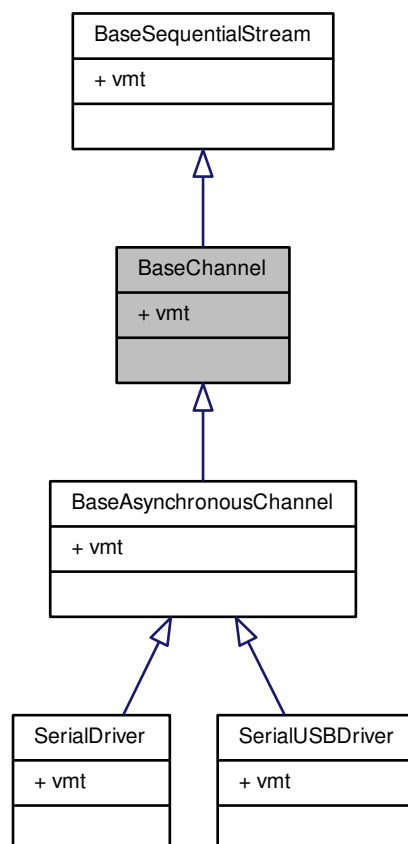 BaseSequentialStream
+ vmt
BaseChannel
+ vmt
BaseAsynchronousChannel
+ vmt
SerialDriver
+ vmt
SerialUSBDriver
+ vmt